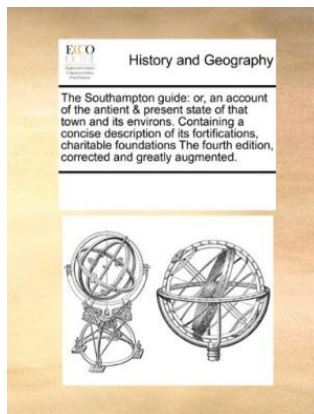 ECCO
History and Geography
The Southampton guide: or, an account
of the antient & present state of that
town and its environs. Containing a
concise description of its fortifications,
charitable foundations The fourth edition,
corrected and greatly augmented.